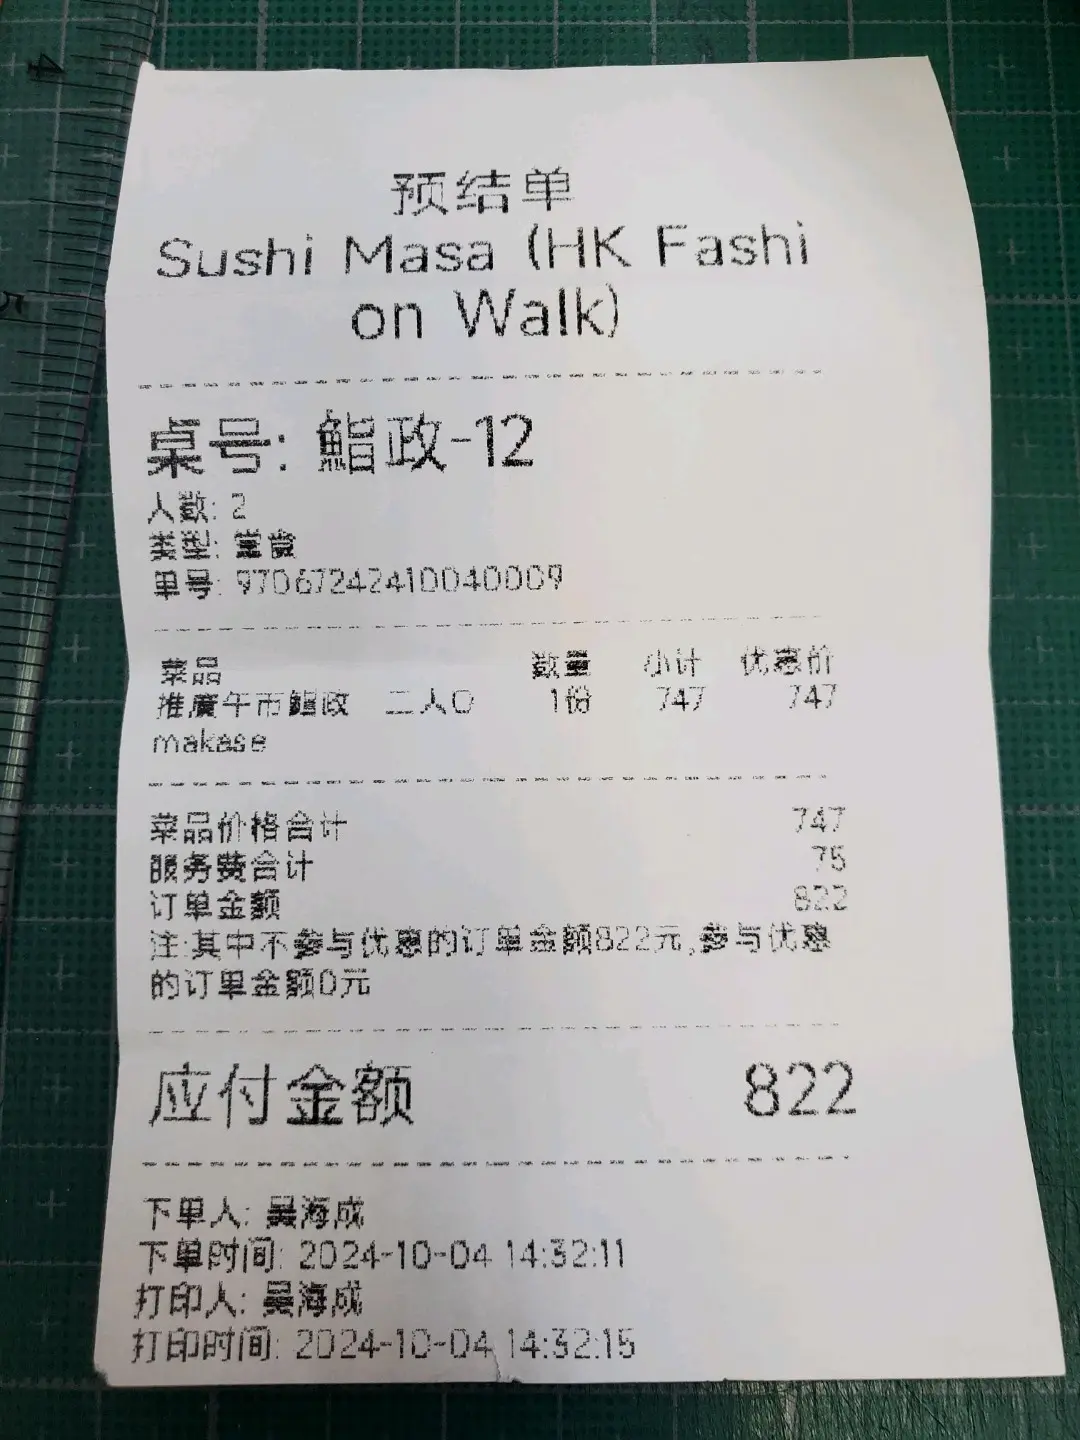 预结单
Sushi Masa (HK Fashi
on Walk)
桌号: 鮨政-12
人数: 2
类型: 堂食
单号: 97067242410040009
菜品 数量 小计 优惠价
推廣午市鮨政 二人O 1份 747 747
makase
菜品价格合计 747
服务费合计 75
订单金额 822
注:其中不参与优惠的订单金额822元,参与优惠
的订单金额0元
应付金额 822
下单人: 吴海成
下单时间: 2024-10-04 14:32:11
打印人: 吴海成
打印时间: 2024-10-04 14:32:15
4
5